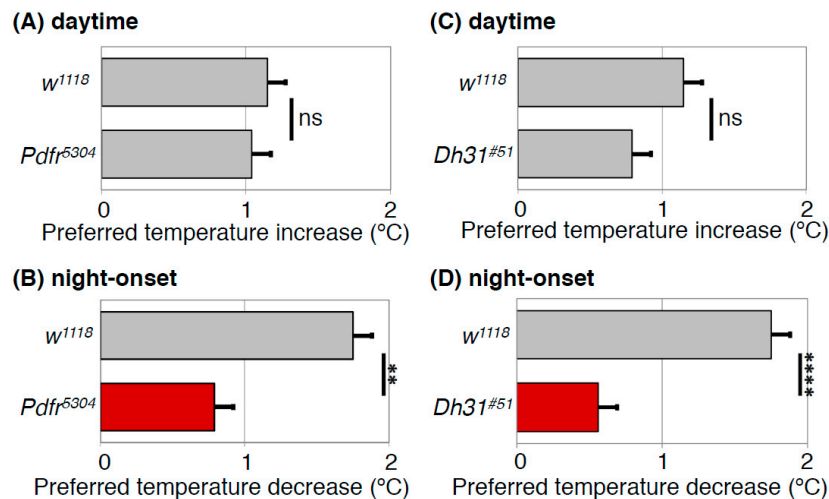 (A) daytime
w1118
ns
Pdfr5304
0 1 2
Preferred temperature increase (°C)
(B) night-onset
w1118
**
Pdfr5304
0 1 2
Preferred temperature decrease (°C)
(C) daytime
w1118
ns
Dh31#51
0 1 2
Preferred temperature increase (°C)
(D) night-onset
w1118
****
Dh31#51
0 1 2
Preferred temperature decrease (°C)